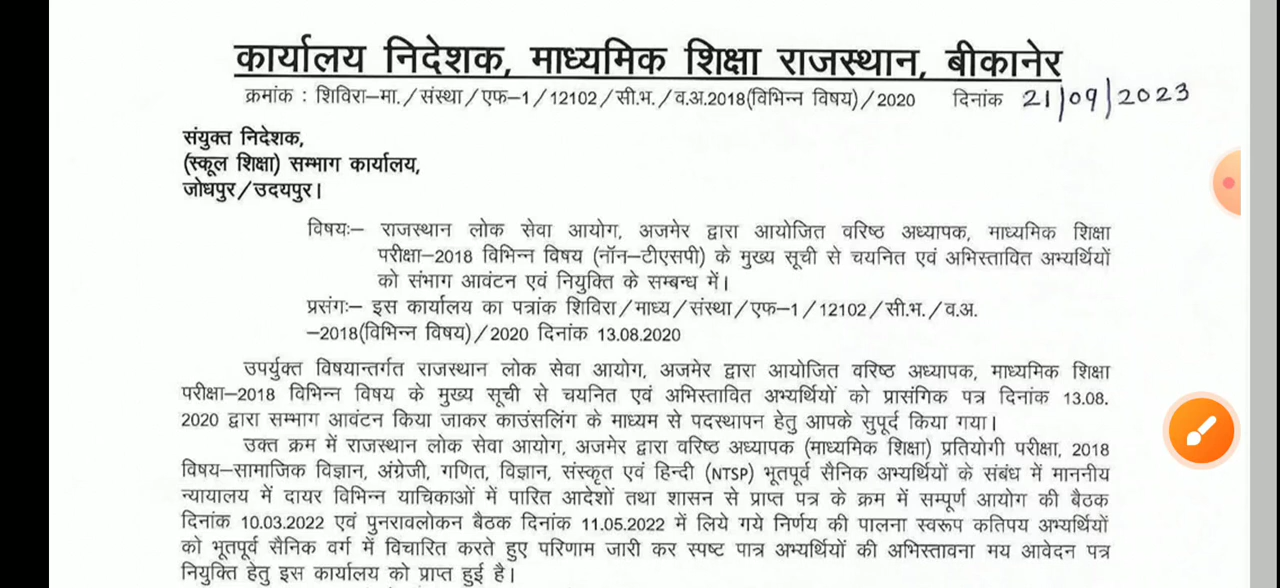 कार्यालय निदेशक, माध्यमिक शिक्षा राजस्थान, बीकानेर
क्रमांक : शिविरा–मा./संस्था/एफ–1/12102/सी.भ./व.अ.2018(विभिन्न विषय)/2020 दिनांक 21/09/2023
संयुक्त निदेशक,
(स्कूल शिक्षा) सम्भाग कार्यालय,
जोधपुर/उदयपुर।
विषयः– राजस्थान लोक सेवा आयोग, अजमेर द्वारा आयोजित वरिष्ठ अध्यापक, माध्यमिक शिक्षा
परीक्षा–2018 विभिन्न विषय (नॉन–टीएसपी) के मुख्य सूची से चयनित एवं अभिस्तावित अभ्यर्थियों
को संभाग आवंटन एवं नियुक्ति के सम्बन्ध में।
प्रसंगः– इस कार्यालय का पत्रांक शिविरा/माध्य/संस्था/एफ–1/12102/सी.भ./व.अ.
–2018(विभिन्न विषय)/2020 दिनांक 13.08.2020
उपर्युक्त विषयान्तर्गत राजस्थान लोक सेवा आयोग, अजमेर द्वारा आयोजित वरिष्ठ अध्यापक, माध्यमिक शिक्षा
परीक्षा–2018 विभिन्न विषय के मुख्य सूची से चयनित एवं अभिस्तावित अभ्यर्थियों को प्रासंगिक पत्र दिनांक 13.08.
2020 द्वारा सम्भाग आवंटन किया जाकर काउंसलिंग के माध्यम से पदस्थापन हेतु आपके सुपूर्द किया गया।
उक्त क्रम में राजस्थान लोक सेवा आयोग, अजमेर द्वारा वरिष्ठ अध्यापक (माध्यमिक शिक्षा) प्रतियोगी परीक्षा, 2018
विषय–सामाजिक विज्ञान, अंग्रेजी, गणित, विज्ञान, संस्कृत एवं हिन्दी (NTSP) भूतपूर्व सैनिक अभ्यर्थियों के संबंध में माननीय
न्यायालय में दायर विभिन्न याचिकाओं में पारित आदेशों तथा शासन से प्राप्त पत्र के क्रम में सम्पूर्ण आयोग की बैठक
दिनांक 10.03.2022 एवं पुनरावलोकन बैठक दिनांक 11.05.2022 में लिये गये निर्णय की पालना स्वरूप कतिपय अभ्यर्थियों
को भूतपूर्व सैनिक वर्ग में विचारित करते हुए परिणाम जारी कर स्पष्ट पात्र अभ्यर्थियों की अभिस्तावना मय आवेदन पत्र
नियुक्ति हेतु इस कार्यालय को प्राप्त हुई है।